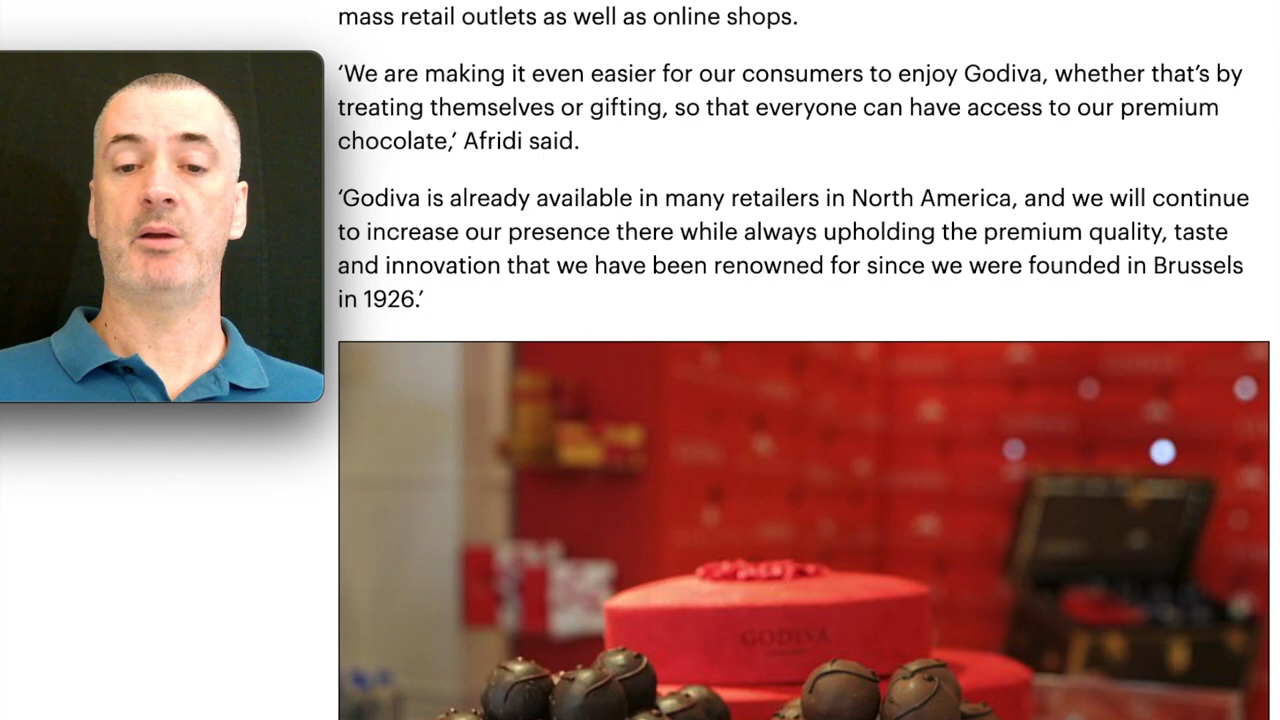 mass retail outlets as well as online shops.
‘We are making it even easier for our consumers to enjoy Godiva, whether that’s by
treating themselves or gifting, so that everyone can have access to our premium
chocolate,’ Afridi said.
‘Godiva is already available in many retailers in North America, and we will continue
to increase our presence there while always upholding the premium quality, taste
and innovation that we have been renowned for since we were founded in Brussels
in 1926.’
GODIVA